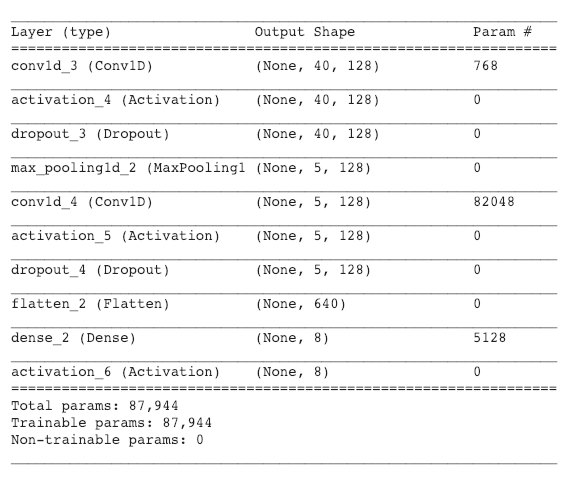 Layer (type) Output Shape Param #
conv1d_3 (Conv1D) (None, 40, 128) 768
activation_4 (Activation) (None, 40, 128) 0
dropout_3 (Dropout) (None, 40, 128) 0
max_pooling1d_2 (MaxPooling1 (None, 5, 128) 0
conv1d_4 (Conv1D) (None, 5, 128) 82048
activation_5 (Activation) (None, 5, 128) 0
dropout_4 (Dropout) (None, 5, 128) 0
flatten_2 (Flatten) (None, 640) 0
dense_2 (Dense) (None, 8) 5128
activation_6 (Activation) (None, 8) 0
Total params: 87,944
Trainable params: 87,944
Non-trainable params: 0